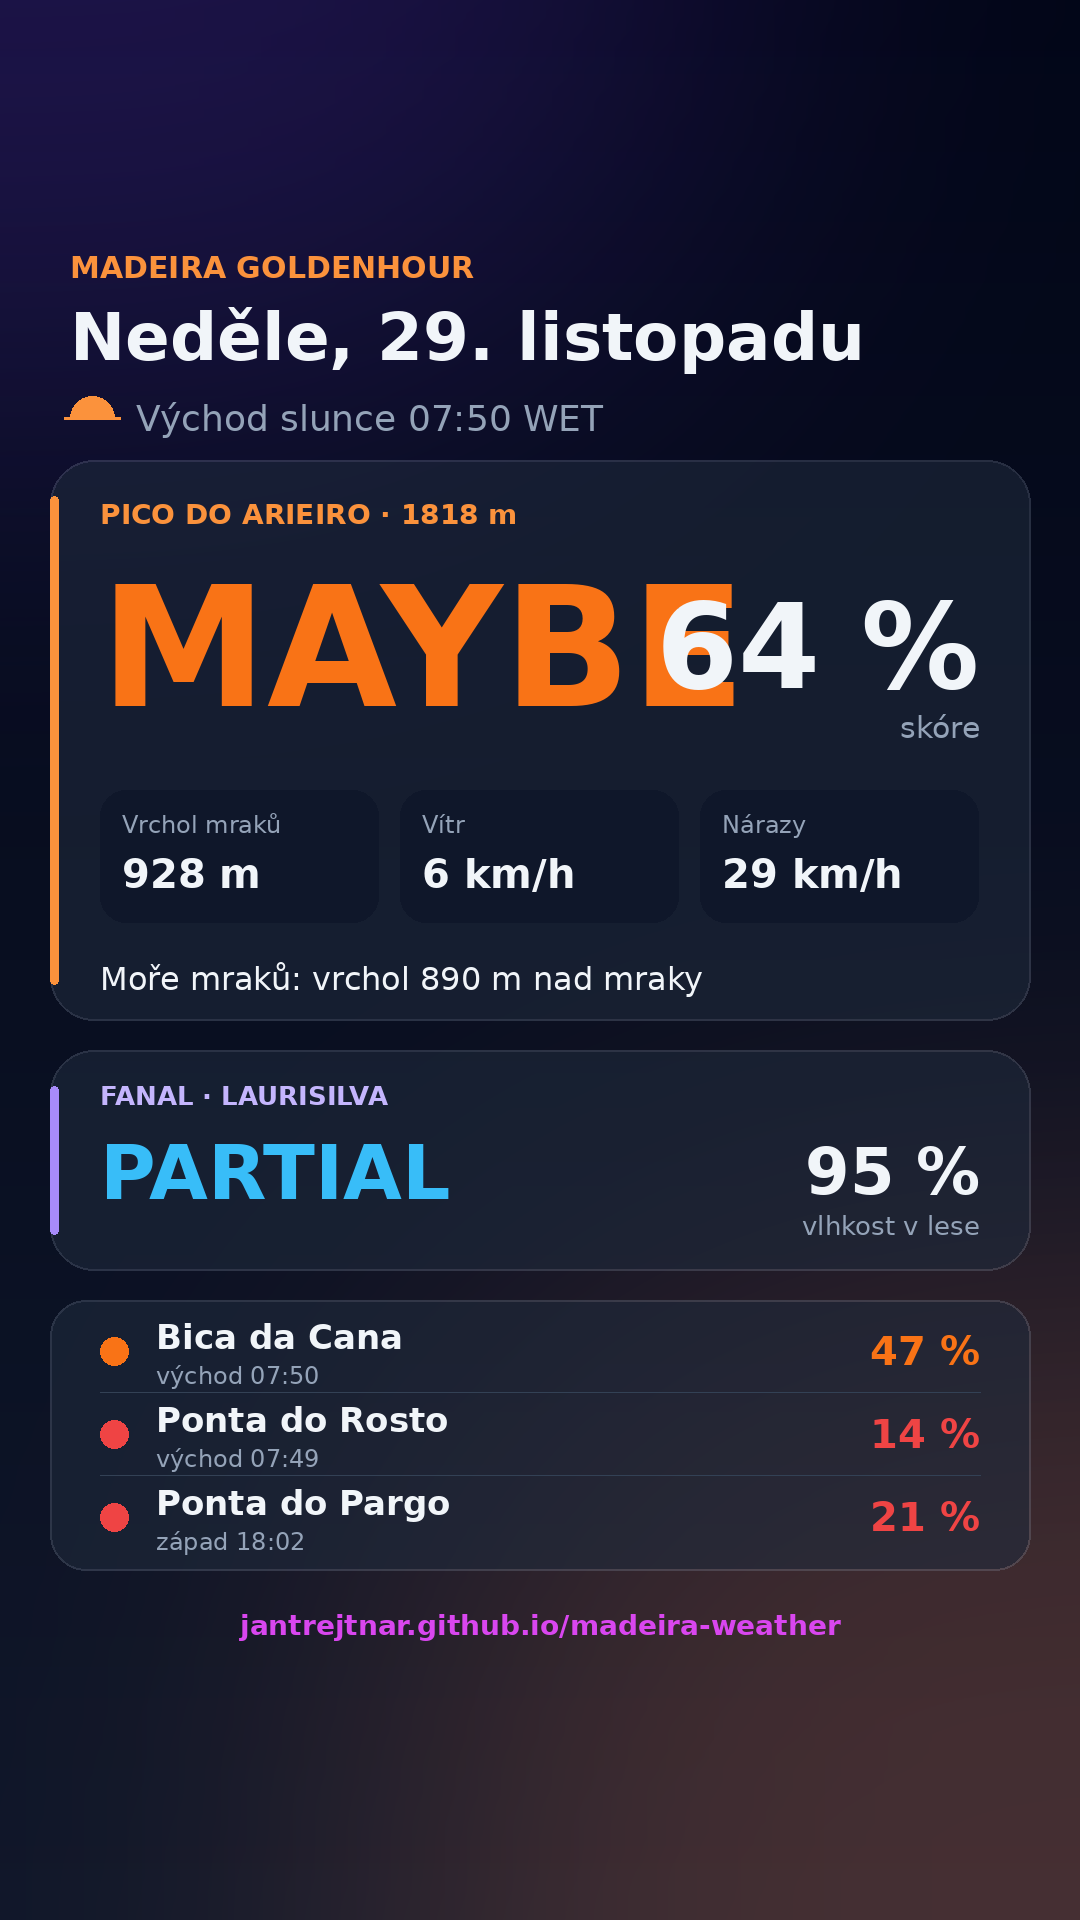 MADEIRA GOLDENHOUR
Neděle, 29. listopadu
Východ slunce 07:50 WET
PICO DO ARIEIRO · 1818 m
MAYBE 64 %
skóre
Vrchol mraků Vítr Nárazy
928 m 6 km/h 29 km/h
Moře mraků: vrchol 890 m nad mraky
FANAL · LAURISILVA
PARTIAL 95 %
vlhkost v lese
Bica da Cana 47 %
východ 07:50
Ponta do Rosto 14 %
východ 07:49
Ponta do Pargo 21 %
západ 18:02
jantrejtnar.github.io/madeira-weather